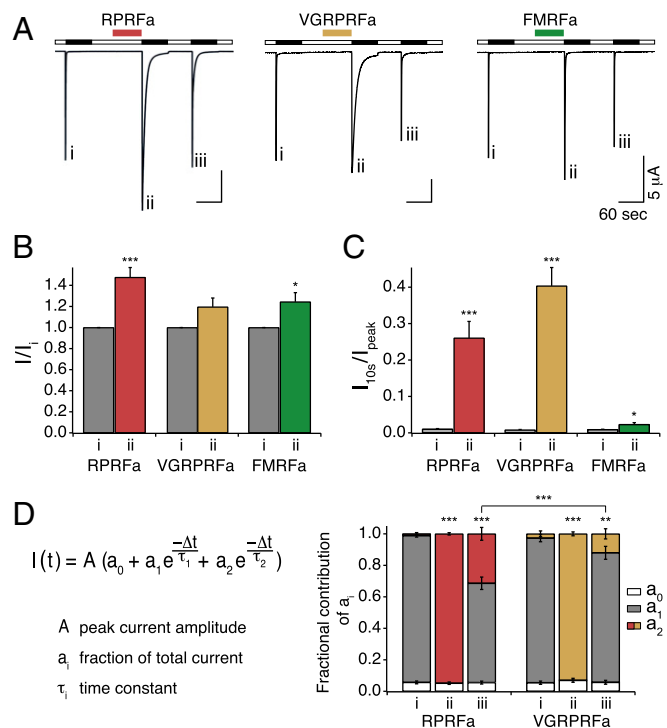 A
RPRFa
VGRPRFa
FMRFa
i
ii
iii
i
ii
iii
i
ii
iii
5 µA
60 sec
B
I/Iᵢ
1.4
1.2
1.0
0.8
0.6
0.4
0.2
0.0
***
*
i ii i ii i ii
RPRFa VGRPRFa FMRFa
C
I10s/Ipeak
0.4
0.3
0.2
0.1
0.0
***
***
*
i ii i ii i ii
RPRFa VGRPRFa FMRFa
D
I(t) = A (a₀ + a₁e^(-Δt/τ₁) + a₂e^(-Δt/τ₂))
A peak current amplitude
aᵢ fraction of total current
τᵢ time constant
Fractional contribution
of aᵢ
1.0
0.8
0.6
0.4
0.2
0.0
***
*** *** *** **
i ii iii i ii iii
RPRFa VGRPRFa
a₀
a₁
a₂